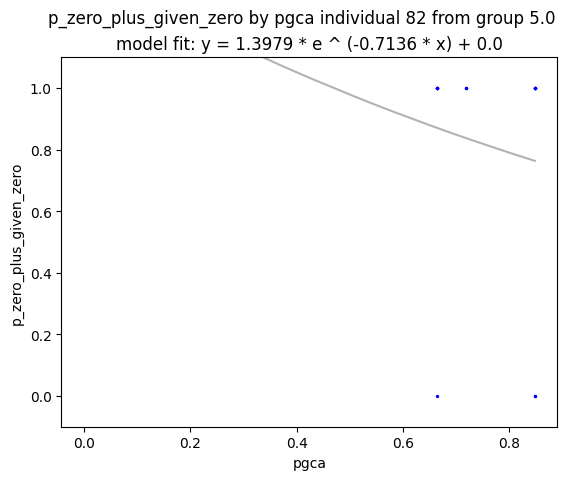 p_zero_plus_given_zero by pgca individual 82 from group 5.0
model fit: y = 1.3979 * e ^ (-0.7136 * x) + 0.0
1.0
0.8
0.6
0.4
0.2
0.0
p_zero_plus_given_zero
0.0 0.2 0.4 0.6 0.8
pgca